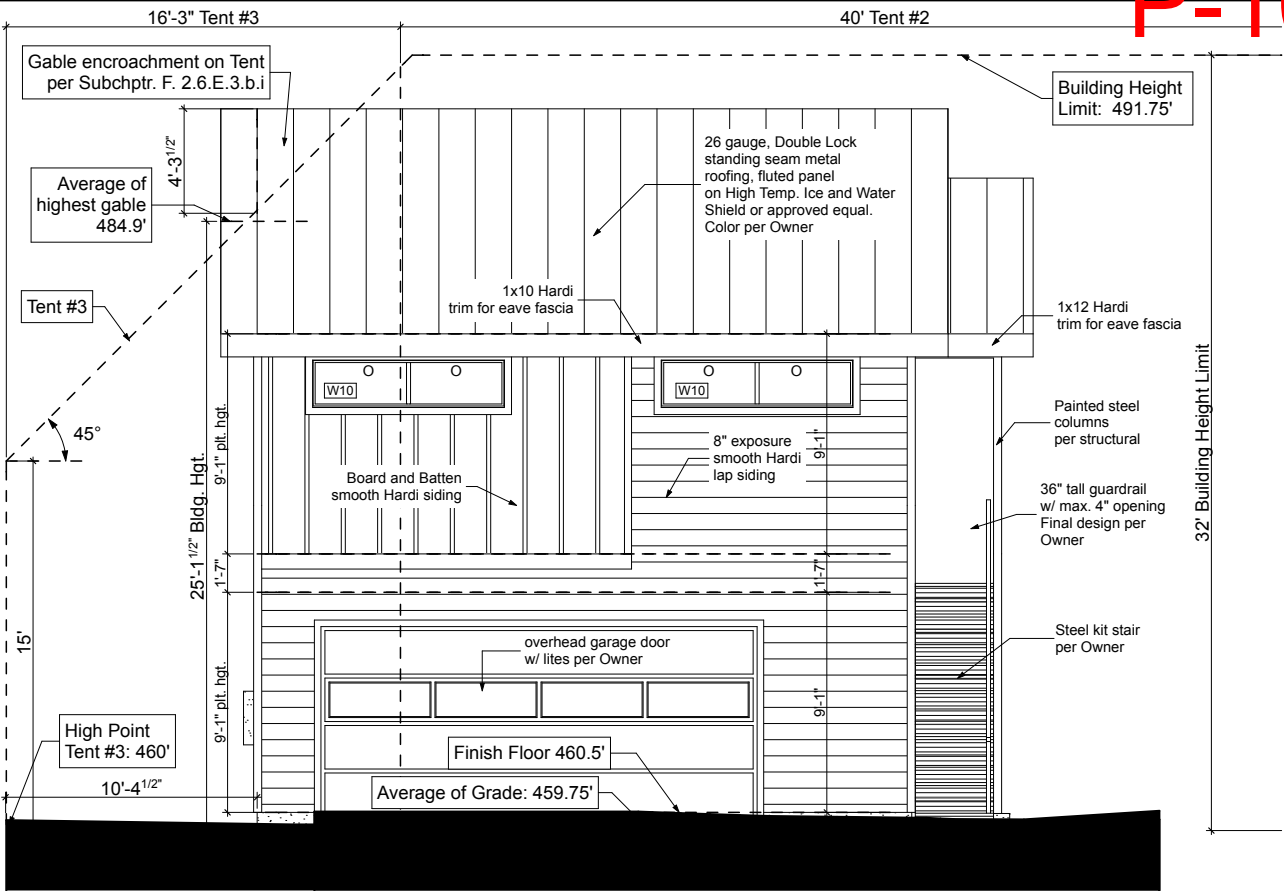 16'-3" Tent #3
40' Tent #2
Gable encroachment on Tent
per Subchptr. F. 2.6.E.3.b.i
Building Height
Limit: 491.75'
4'-3 1/2"
26 gauge, Double Lock
standing seam metal
roofing, fluted panel
on High Temp. Ice and Water
Shield or approved equal.
Color per Owner
Average of
highest gable
484.9'
Tent #3
1x10 Hardi
trim for eave fascia
1x12 Hardi
trim for eave fascia
32' Building Height Limit
O
O
W10
O
O
W10
45°
9'-1" plt. hgt.
9'-1"
Painted steel
columns
per structural
8" exposure
smooth Hardi
lap siding
Board and Batten
smooth Hardi siding
36" tall guardrail
w/ max. 4" opening
Final design per
Owner
25'-1 1/2" Bldg. Hgt.
1'-7"
1'-7"
15'
overhead garage door
w/ lites per Owner
Steel kit stair
per Owner
9'-1" plt. hgt.
9'-1"
High Point
Tent #3: 460'
Finish Floor 460.5'
10'-4 1/2"
Average of Grade: 459.75'